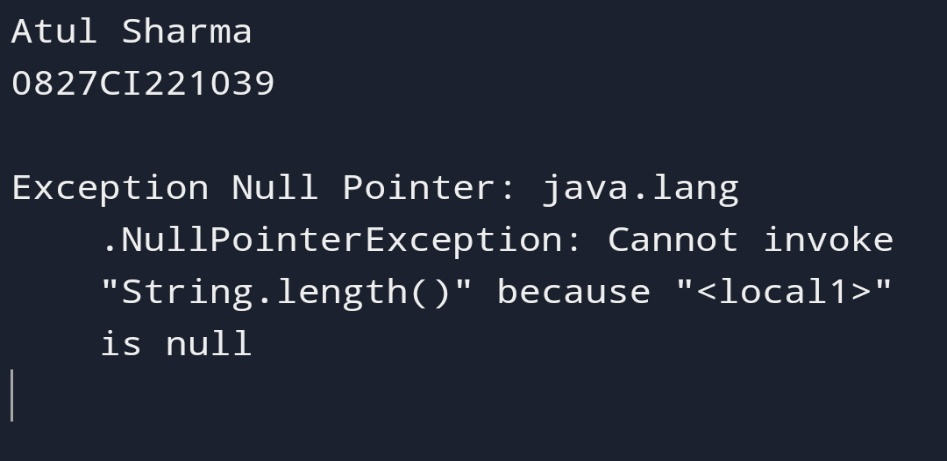 Atul Sharma
0827CI221039
Exception Null Pointer: java.lang
.NullPointerException: Cannot invoke
"String.length()" because "<local1>"
is null